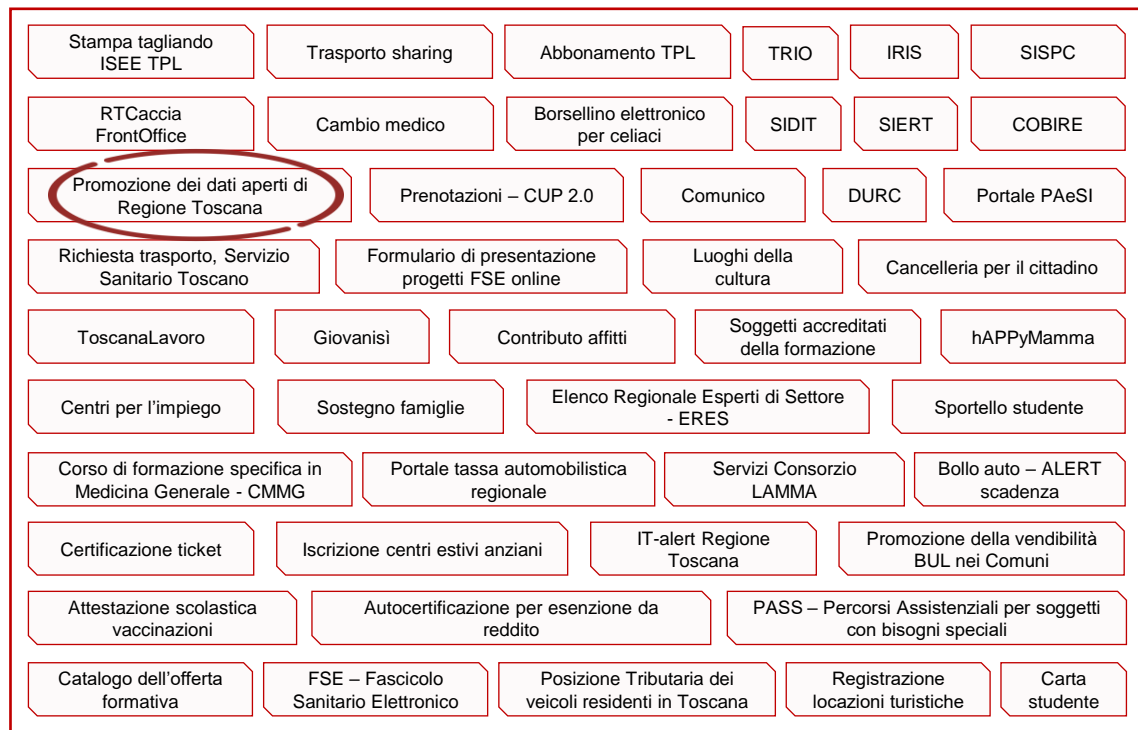 Stampa tagliando
ISEE TPL
Trasporto sharing
Abbonamento TPL
TRIO
IRIS
SISPC
RTCaccia
FrontOffice
Cambio medico
Borsellino elettronico
per celiaci
SIDIT
SIERT
COBIRE
Promozione dei dati aperti di
Regione Toscana
Prenotazioni – CUP 2.0
Comunico
DURC
Portale PAeSI
Richiesta trasporto, Servizio
Sanitario Toscano
Formulario di presentazione
progetti FSE online
Luoghi della
cultura
Cancelleria per il cittadino
ToscanaLavoro
Giovanisì
Contributo affitti
Soggetti accreditati
della formazione
hAPPyMamma
Centri per l’impiego
Sostegno famiglie
Elenco Regionale Esperti di Settore
- ERES
Sportello studente
Corso di formazione specifica in
Medicina Generale - CMMG
Portale tassa automobilistica
regionale
Servizi Consorzio
LAMMA
Bollo auto – ALERT
scadenza
Certificazione ticket
Iscrizione centri estivi anziani
IT-alert Regione
Toscana
Promozione della vendibilità
BUL nei Comuni
Attestazione scolastica
vaccinazioni
Autocertificazione per esenzione da
reddito
PASS – Percorsi Assistenziali per soggetti
con bisogni speciali
Catalogo dell’offerta
formativa
FSE – Fascicolo
Sanitario Elettronico
Posizione Tributaria dei
veicoli residenti in Toscana
Registrazione
locazioni turistiche
Carta
studente